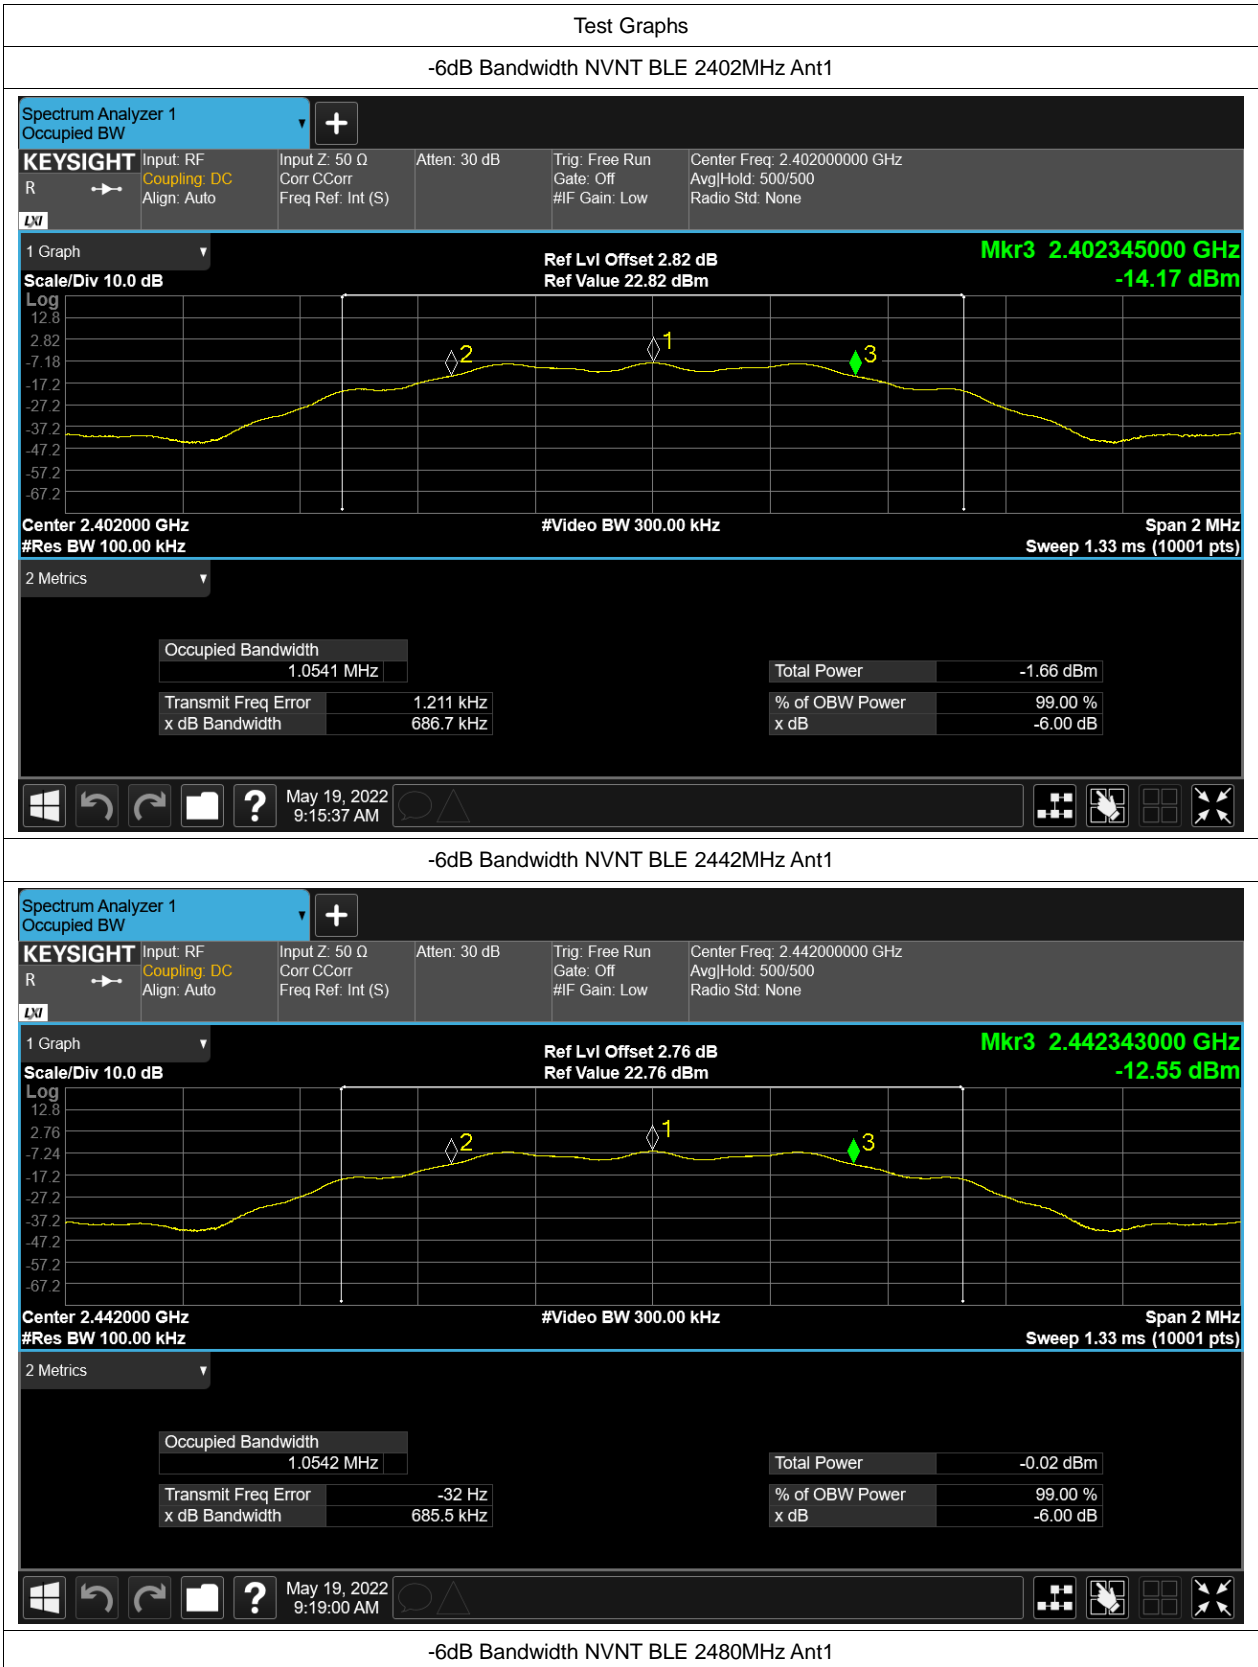 Test Graphs
-6dB Bandwidth NVNT BLE 2402MHz Ant1
Spectrum Analyzer 1
Occupied BW
KEYSIGHT
R
LXI
Input: RF
Coupling: DC
Align: Auto
Input Z: 50 Ω
Corr CCorr
Freq Ref: Int (S)
Atten: 30 dB
Trig: Free Run
Gate: Off
#IF Gain: Low
Center Freq: 2.402000000 GHz
Avg|Hold: 500/500
Radio Std: None
1 Graph
Scale/Div 10.0 dB
Ref Lvl Offset 2.82 dB
Ref Value 22.82 dBm
Mkr3 2.402345000 GHz
-14.17 dBm
Log
12.8
2.82
-7.18
-17.2
-27.2
-37.2
-47.2
-57.2
-67.2
2
1
3
Center 2.402000 GHz
#Res BW 100.00 kHz
#Video BW 300.00 kHz
Span 2 MHz
Sweep 1.33 ms (10001 pts)
2 Metrics
Occupied Bandwidth
1.0541 MHz
Transmit Freq Error 1.211 kHz
x dB Bandwidth 686.7 kHz
Total Power -1.66 dBm
% of OBW Power 99.00 %
x dB -6.00 dB
?
May 19, 2022
9:15:37 AM
-6dB Bandwidth NVNT BLE 2442MHz Ant1
Spectrum Analyzer 1
Occupied BW
KEYSIGHT
R
LXI
Input: RF
Coupling: DC
Align: Auto
Input Z: 50 Ω
Corr CCorr
Freq Ref: Int (S)
Atten: 30 dB
Trig: Free Run
Gate: Off
#IF Gain: Low
Center Freq: 2.442000000 GHz
Avg|Hold: 500/500
Radio Std: None
1 Graph
Scale/Div 10.0 dB
Ref Lvl Offset 2.76 dB
Ref Value 22.76 dBm
Mkr3 2.442343000 GHz
-12.55 dBm
Log
12.8
2.76
-7.24
-17.2
-27.2
-37.2
-47.2
-57.2
-67.2
2
1
3
Center 2.442000 GHz
#Res BW 100.00 kHz
#Video BW 300.00 kHz
Span 2 MHz
Sweep 1.33 ms (10001 pts)
2 Metrics
Occupied Bandwidth
1.0542 MHz
Transmit Freq Error -32 Hz
x dB Bandwidth 685.5 kHz
Total Power -0.02 dBm
% of OBW Power 99.00 %
x dB -6.00 dB
?
May 19, 2022
9:19:00 AM
-6dB Bandwidth NVNT BLE 2480MHz Ant1